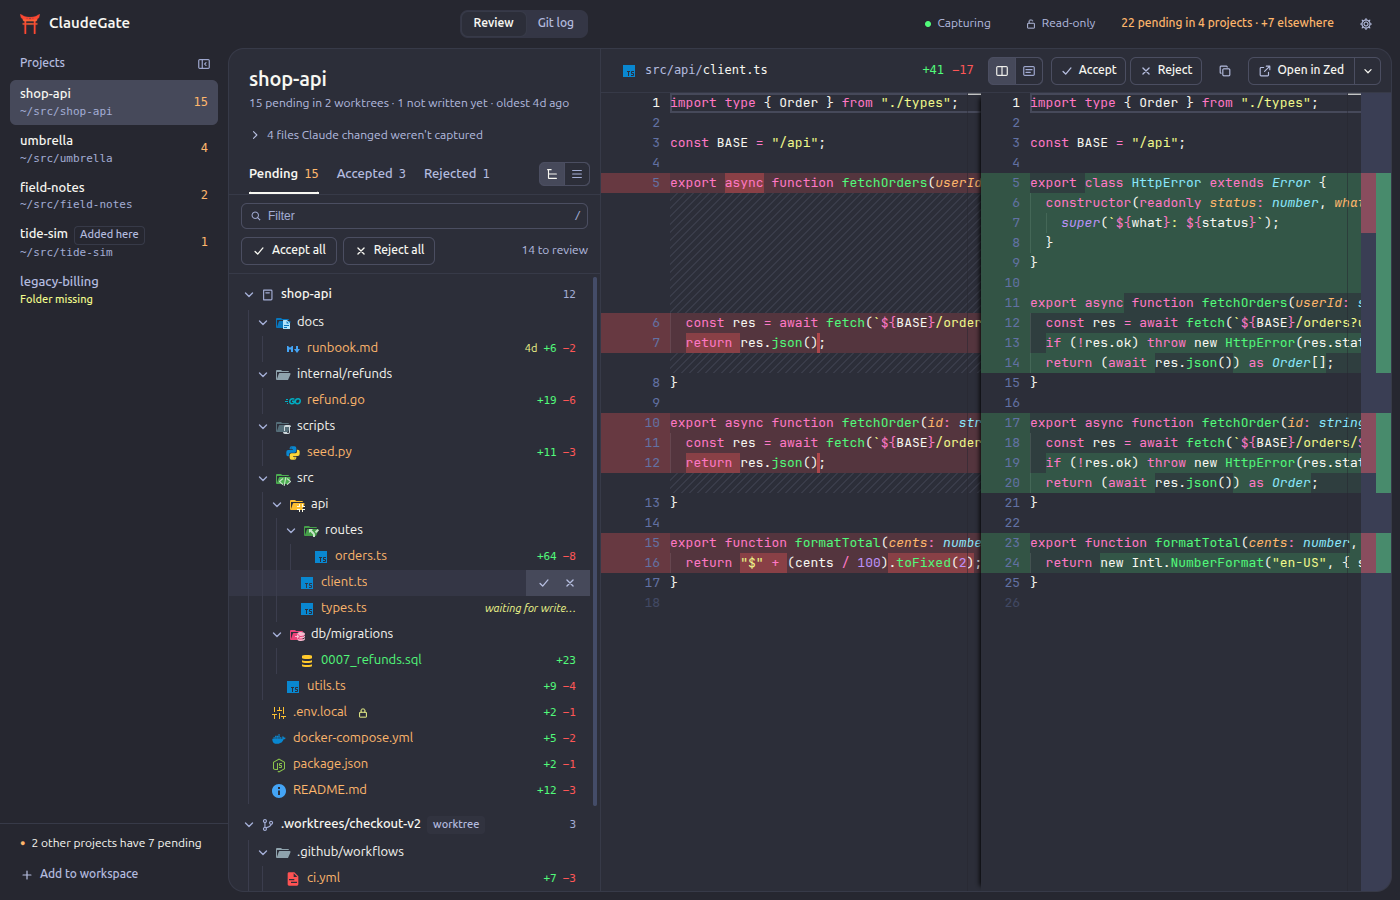 ClaudeGate
Review
Git log
Capturing
Read-only
22 pending in 4 projects · +7 elsewhere
Projects
shop-api
~/src/shop-api
15
umbrella
~/src/umbrella
4
field-notes
~/src/field-notes
2
tide-sim Added here
~/src/tide-sim
1
legacy-billing
Folder missing
2 other projects have 7 pending
Add to workspace
shop-api
15 pending in 2 worktrees · 1 not written yet · oldest 4d ago
4 files Claude changed weren't captured
Pending 15
Accepted 3
Rejected 1
Filter /
Accept all
Reject all
14 to review
shop-api 12
docs
runbook.md 4d +6 −2
internal/refunds
refund.go +19 −6
scripts
seed.py +11 −3
src
api
routes
orders.ts +64 −8
client.ts
types.ts waiting for write...
db/migrations
0007_refunds.sql +23
utils.ts +9 −4
.env.local +2 −1
docker-compose.yml +5 −2
package.json +2 −1
README.md +12 −3
.worktrees/checkout-v2 worktree 3
.github/workflows
ci.yml +7 −3
src/api/client.ts
+41 −17
Accept
Reject
Open in Zed
1 import type { Order } from "./types";
2
3 const BASE = "/api";
4
5 export async function fetchOrders(userId
6 const res = await fetch(`${BASE}/order
7 return res.json();
8 }
9
10 export async function fetchOrder(id: str
11 const res = await fetch(`${BASE}/order
12 return res.json();
13 }
14
15 export function formatTotal(cents: numbe
16 return "$" + (cents / 100).toFixed(2);
17 }
18
1 import type { Order } from "./types";
2
3 const BASE = "/api";
4
5 export class HttpError extends Error {
6 constructor(readonly status: number, what
7 super(`${what}: ${status}`);
8 }
9 }
10
11 export async function fetchOrders(userId: s
12 const res = await fetch(`${BASE}/orders?u
13 if (!res.ok) throw new HttpError(res.stat
14 return (await res.json()) as Order[];
15 }
16
17 export async function fetchOrder(id: string
18 const res = await fetch(`${BASE}/orders/$
19 if (!res.ok) throw new HttpError(res.stat
20 return (await res.json()) as Order;
21 }
22
23 export function formatTotal(cents: number,
24 return new Intl.NumberFormat("en-US", { s
25 }
26